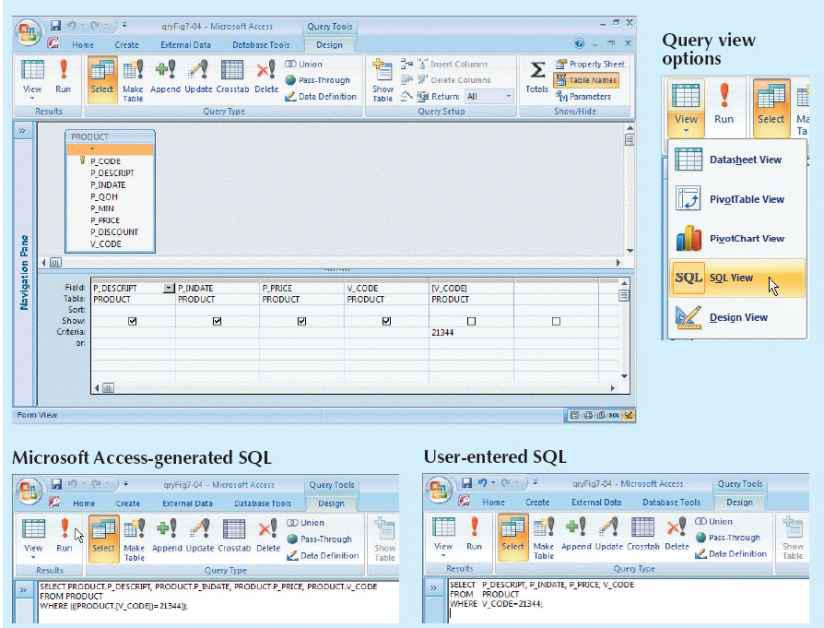 qryFig7-04 - Microsoft Access
Query Tools
Home
Create
External Data
Database Tools
Design
View
Run
Select
Make Table
Append
Update
Crosstab
Delete
Union
Pass-Through
Data Definition
Show Table
Insert Columns
Delete Columns
Return: All
Totals
Property Sheet
Table Names
Parameters
Results
Query Type
Query Setup
Show/Hide
Query view
options
View
Run
Select
Ma
Ta
Datasheet View
PivotTable View
PivotChart View
SQL SQL View
Design View
»
Navigation Pane
PRODUCT
*
P_CODE
P_DESCRIPT
P_INDATE
P_QOH
P_MIN
P_PRICE
P_DISCOUNT
V_CODE
Field: P_DESCRIPT P_INDATE P_PRICE V_CODE [V_CODE]
Table: PRODUCT PRODUCT PRODUCT PRODUCT PRODUCT
Sort:
Show:
Criteria: 21344
or:
Form View
SQL
Microsoft Access-generated SQL
qryFig7-04 - Microsoft Access
Query Tools
Home
Create
External Data
Database Tools
Design
View
Run
Select
Make Table
Append
Update
Crosstab
Delete
Union
Pass-Through
Data Definition
Show Table
Results
Query Type
»
SELECT PRODUCT.P_DESCRIPT, PRODUCT.P_INDATE, PRODUCT.P_PRICE, PRODUCT.V_CODE
FROM PRODUCT
WHERE (((PRODUCT.[V_CODE])=21344));
User-entered SQL
qryFig7-04 - Microsoft Access
Query Tools
Home
Create
External Data
Database Tools
Design
View
Run
Select
Make Table
Append
Update
Crosstab
Delete
Union
Pass-Through
Data Definition
Show Table
Results
Query Type
»
SELECT P_DESCRIPT, P_INDATE, P_PRICE, V_CODE
FROM PRODUCT
WHERE V_CODE=21344;